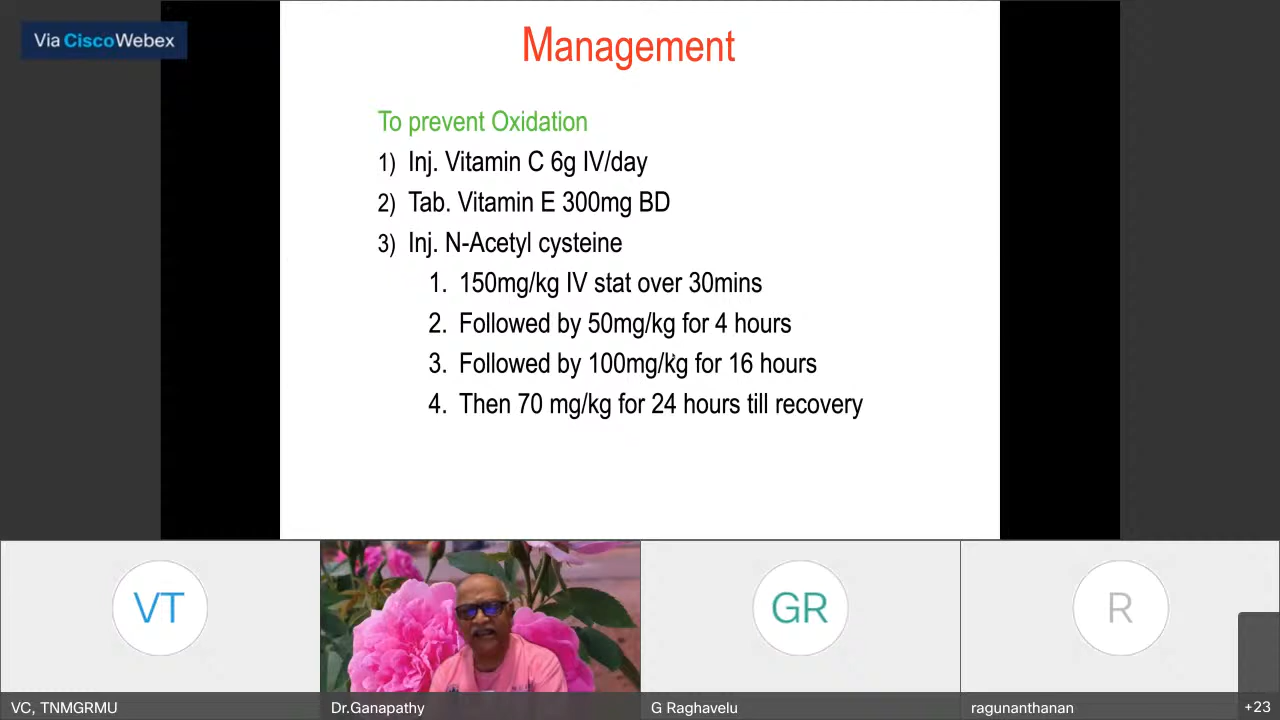 Via CiscoWebex
Management
To prevent Oxidation
1) Inj. Vitamin C 6g IV/day
2) Tab. Vitamin E 300mg BD
3) Inj. N-Acetyl cysteine
1. 150mg/kg IV stat over 30mins
2. Followed by 50mg/kg for 4 hours
3. Followed by 100mg/kg for 16 hours
4. Then 70 mg/kg for 24 hours till recovery
VT
GR
R
VC, TNMGRMU
Dr.Ganapathy
G Raghavelu
ragunanthanan
+23